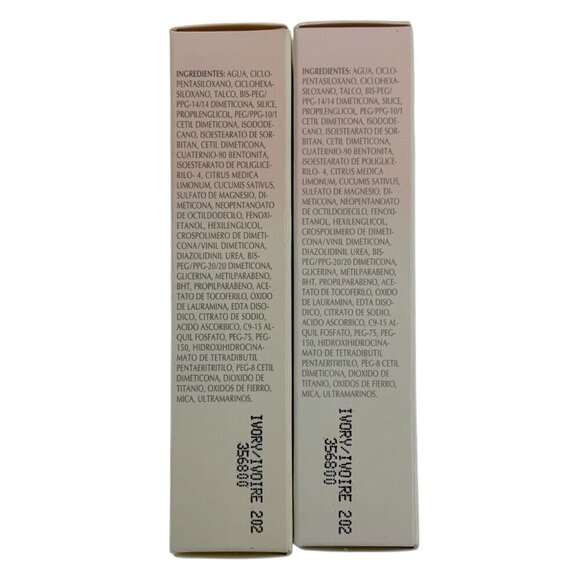 INGREDIENTES: AGUA, CICLO-
PENTASILOXANO, CICLOHEXA-
SILOXANO, TALCO, BIS-PEG/
PPG-14/14 DIMETICONA, SILICE,
PROPILENGLICOL, PEG/PPG-10/1
CETIL DIMETICONA, ISODODE-
CANO, ISOESTEARATO DE SOR-
BITAN, CETIL DIMETICONA,
CUATERNIO-90 BENTONITA,
ISOESTEARATO DE POLIGLICE-
RILO- 4, CITRUS MEDICA
LIMONUM, CUCUMIS SATIVUS,
SULFATO DE MAGNESIO, DI-
METICONA, NEOPENTANOATO
DE OCTILDODECILO, FENOXI-
ETANOL, HEXILENGLICOL,
CROSPOLIMERO DE DIMETI-
CONA/VINIL DIMETICONA,
DIAZOLIDINIL UREA, BIS-
PEG/PPG-20/20 DIMETICONA,
GLICERINA, METILPARABENO,
BHT, PROPILPARABENO, ACE-
TATO DE TOCOFERILO, OXIDO
DE LAURAMINA, EDTA DISO-
DICO, CITRATO DE SODIO,
ACIDO ASCORBICO, C9-15 AL-
QUIL FOSFATO, PEG-75, PEG-
150, HIDROXIHIDROCINA-
MATO DE TETRADIBUTIL
PENTAERITRITILO, PEG-8 CETIL
DIMETICONA, DIOXIDO DE
TITANIO, OXIDOS DE FIERRO,
MICA, ULTRAMARINOS.
IVORY/IVOIRE 202
356800
INGREDIENTES: AGUA, CICLO-
PENTASILOXANO, CICLOHEXA-
SILOXANO, TALCO, BIS-PEG/
PPG-14/14 DIMETICONA, SILICE,
PROPILENGLICOL, PEG/PPG-10/1
CETIL DIMETICONA, ISODODE-
CANO, ISOESTEARATO DE SOR-
BITAN, CETIL DIMETICONA,
CUATERNIO-90 BENTONITA,
ISOESTEARATO DE POLIGLICE-
RILO- 4, CITRUS MEDICA
LIMONUM, CUCUMIS SATIVUS,
SULFATO DE MAGNESIO, DI-
METICONA, NEOPENTANOATO
DE OCTILDODECILO, FENOXI-
ETANOL, HEXILENGLICOL,
CROSPOLIMERO DE DIMETI-
CONA/VINIL DIMETICONA,
DIAZOLIDINIL UREA, BIS-
PEG/PPG-20/20 DIMETICONA,
GLICERINA, METILPARABENO,
BHT, PROPILPARABENO, ACE-
TATO DE TOCOFERILO, OXIDO
DE LAURAMINA, EDTA DISO-
DICO, CITRATO DE SODIO,
ACIDO ASCORBICO, C9-15 AL-
QUIL FOSFATO, PEG-75, PEG-
150, HIDROXIHIDROCINA-
MATO DE TETRADIBUTIL
PENTAERITRITILO, PEG-8 CETIL
DIMETICONA, DIOXIDO DE
TITANIO, OXIDOS DE FIERRO,
MICA, ULTRAMARINOS.
IVORY/IVOIRE 202
356800